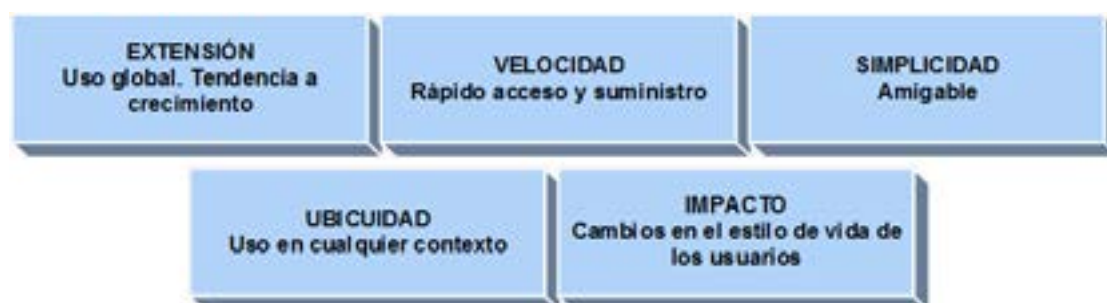 EXTENSIÓN
Uso global. Tendencia a
crecimiento
VELOCIDAD
Rápido acceso y suministro
SIMPLICIDAD
Amigable
UBICUIDAD
Uso en cualquier contexto
IMPACTO
Cambios en el estilo de vida de
los usuarios